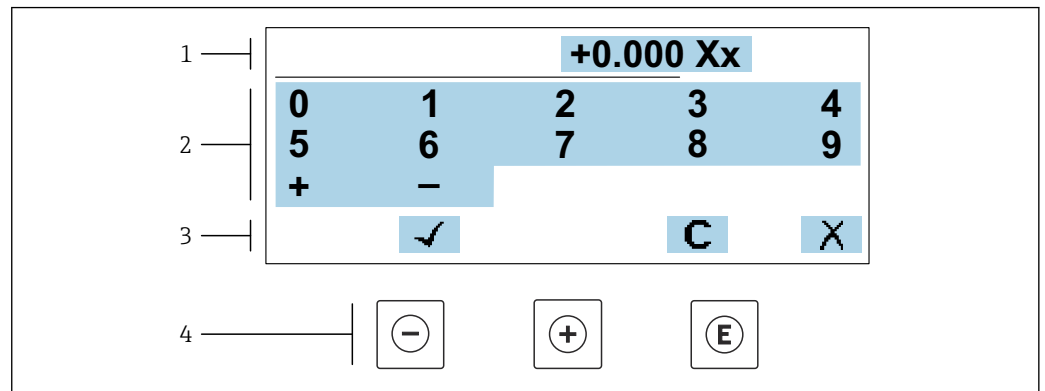 1 +0.000 Xx
0 1 2 3 4
2 5 6 7 8 9
+ −
3 ✓ C X
4 − + E